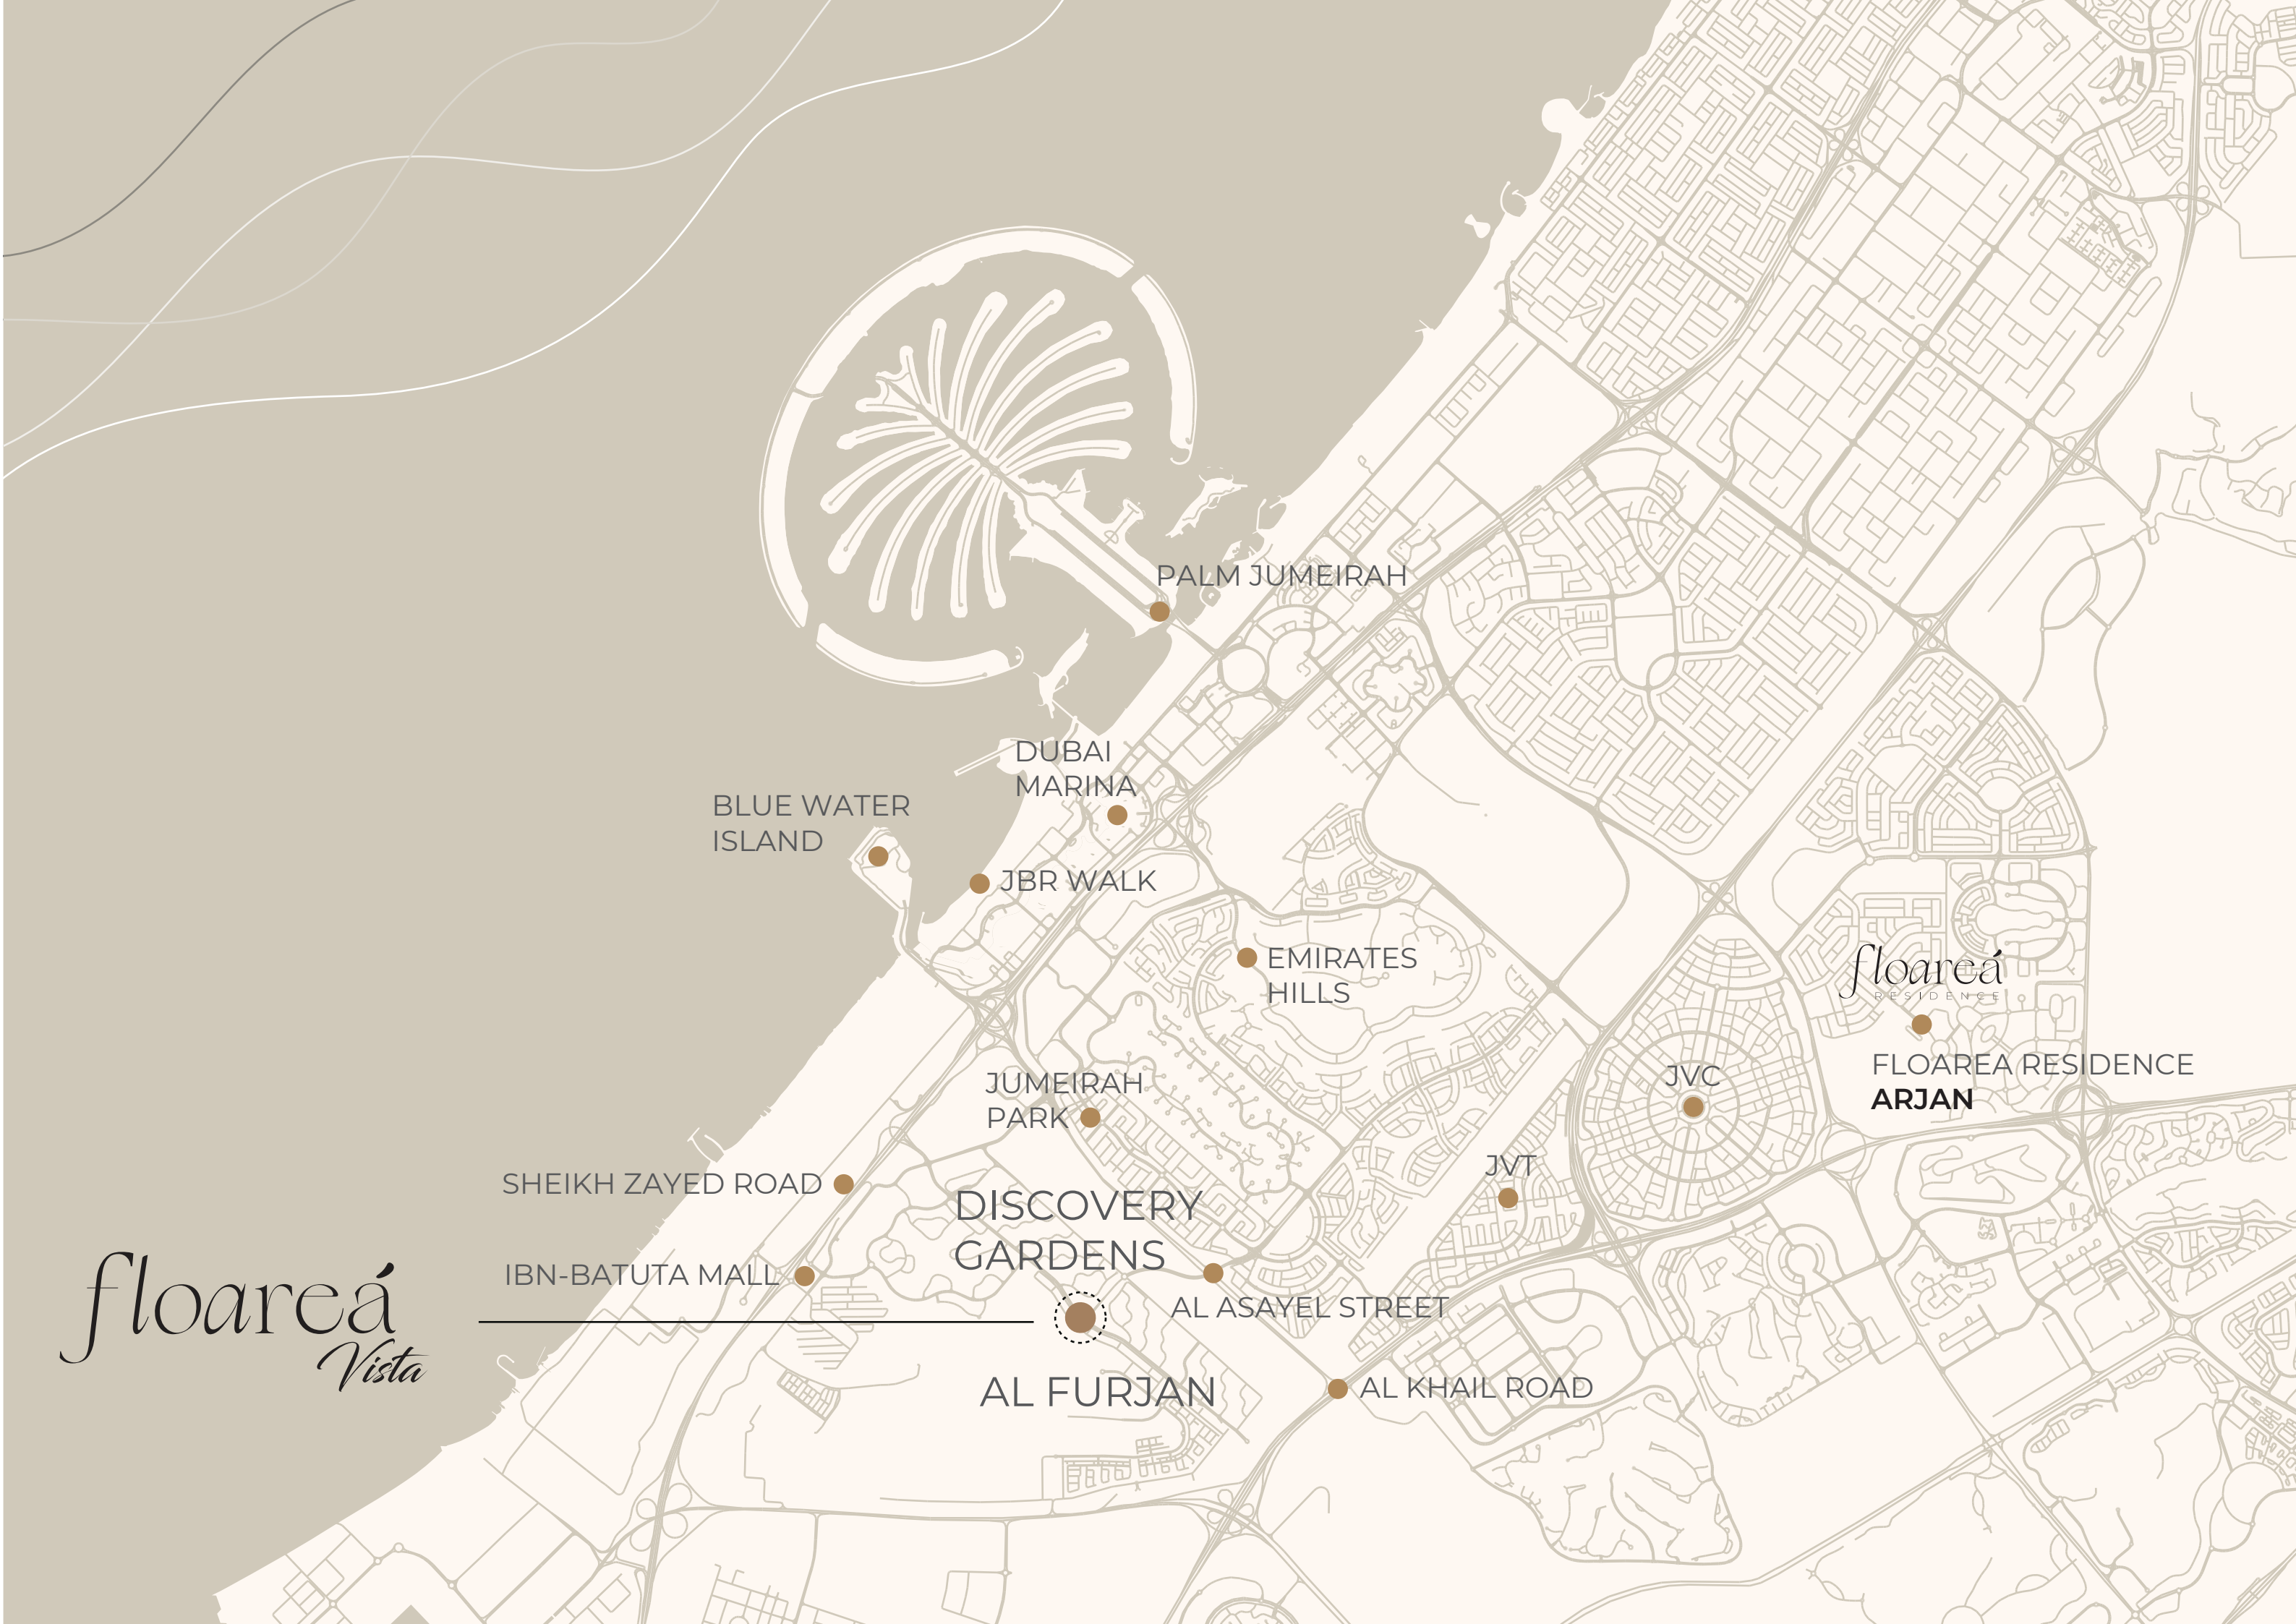 PALM JUMEIRAH
DUBAI
MARINA
BLUE WATER
ISLAND
JBR WALK
EMIRATES
HILLS
floareá
RESIDENCE
FLOAREA RESIDENCE
ARJAN
JVC
JUMEIRAH
PARK
JVT
SHEIKH ZAYED ROAD
DISCOVERY
GARDENS
IBN-BATUTA MALL
AL ASAYEL STREET
floareá
Vista
AL FURJAN
AL KHAIL ROAD